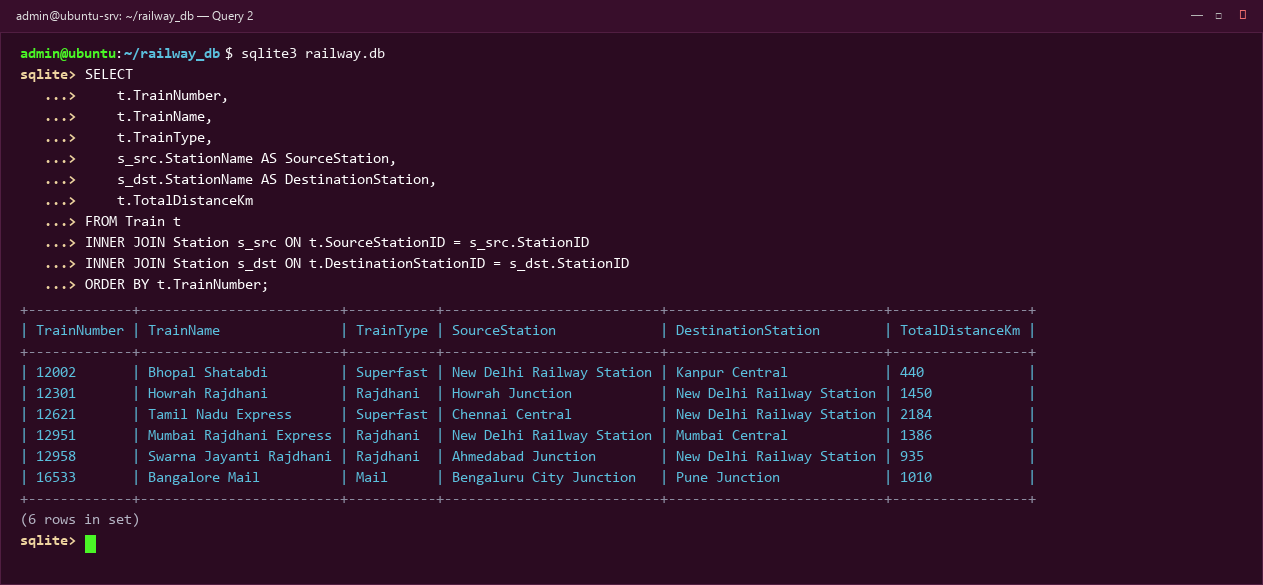 admin@ubuntu-srv: ~/railway_db — Query 2
admin@ubuntu:~/railway_db $ sqlite3 railway.db
sqlite> SELECT
   ...>     t.TrainNumber,
   ...>     t.TrainName,
   ...>     t.TrainType,
   ...>     s_src.StationName AS SourceStation,
   ...>     s_dst.StationName AS DestinationStation,
   ...>     t.TotalDistanceKm
   ...> FROM Train t
   ...> INNER JOIN Station s_src ON t.SourceStationID = s_src.StationID
   ...> INNER JOIN Station s_dst ON t.DestinationStationID = s_dst.StationID
   ...> ORDER BY t.TrainNumber;
+-------------+-------------------------+-----------+---------------------------+---------------------------+-----------------+
| TrainNumber | TrainName               | TrainType | SourceStation             | DestinationStation        | TotalDistanceKm |
+-------------+-------------------------+-----------+---------------------------+---------------------------+-----------------+
| 12002       | Bhopal Shatabdi         | Superfast | New Delhi Railway Station | Kanpur Central            | 440             |
| 12301       | Howrah Rajdhani         | Rajdhani  | Howrah Junction           | New Delhi Railway Station | 1450            |
| 12621       | Tamil Nadu Express      | Superfast | Chennai Central           | New Delhi Railway Station | 2184            |
| 12951       | Mumbai Rajdhani Express | Rajdhani  | New Delhi Railway Station | Mumbai Central            | 1386            |
| 12958       | Swarna Jayanti Rajdhani | Rajdhani  | Ahmedabad Junction        | New Delhi Railway Station | 935             |
| 16533       | Bangalore Mail          | Mail      | Bengaluru City Junction   | Pune Junction             | 1010            |
+-------------+-------------------------+-----------+---------------------------+---------------------------+-----------------+
(6 rows in set)
sqlite>